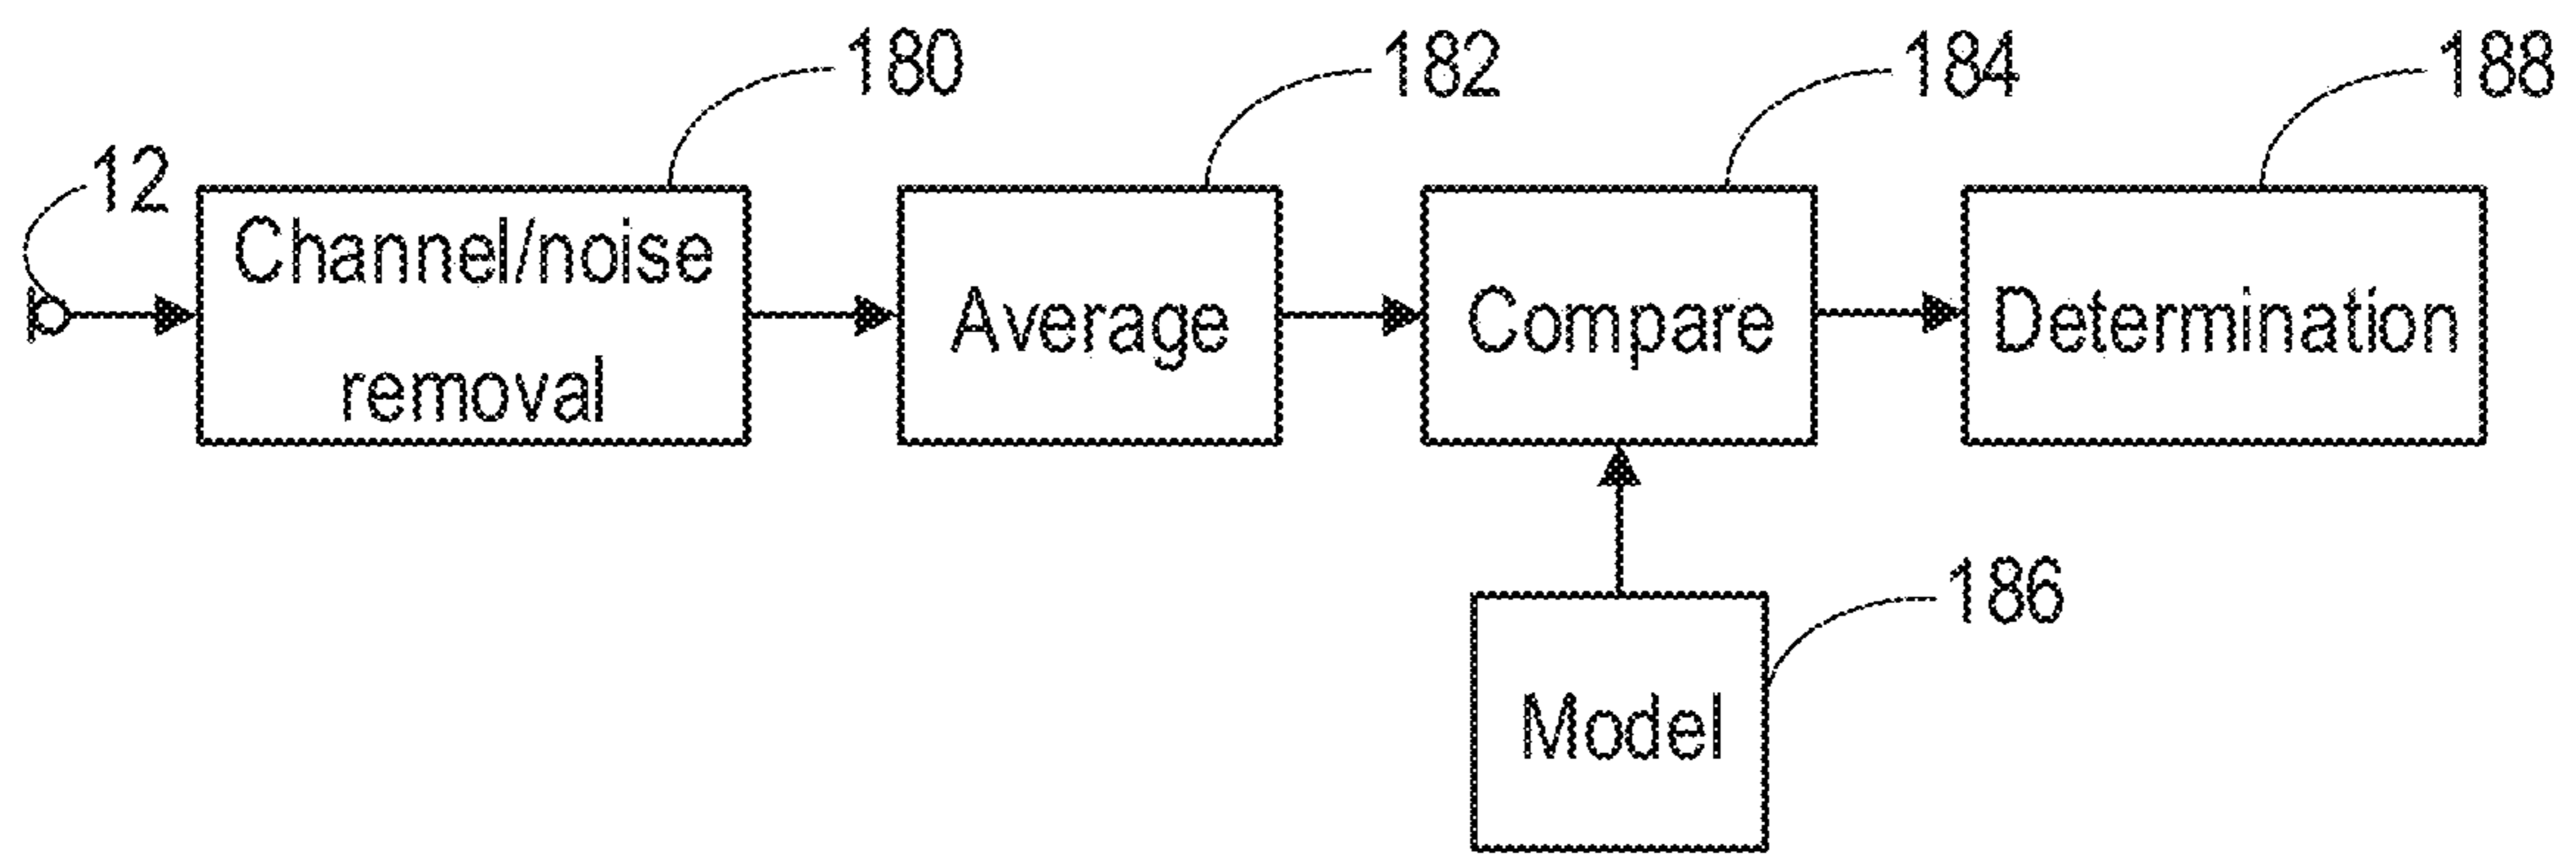 180
182
184
188
12
Channel/noise
removal
Average
Compare
Determination
186
Model